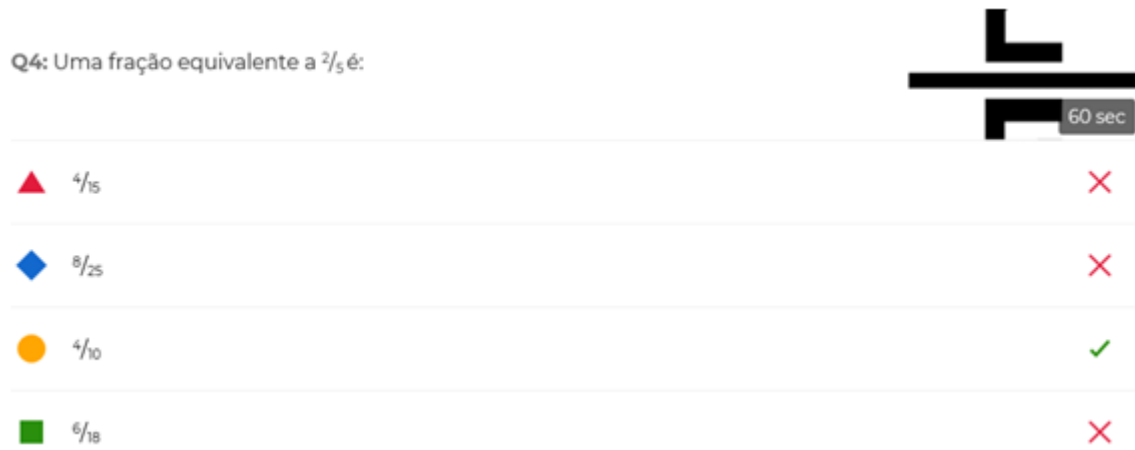 Q4: Uma fração equivalente a ²/₅ é:
60 sec
⁴/₁₅
⁸/₂₅
⁴/₁₀
⁶/₁₈